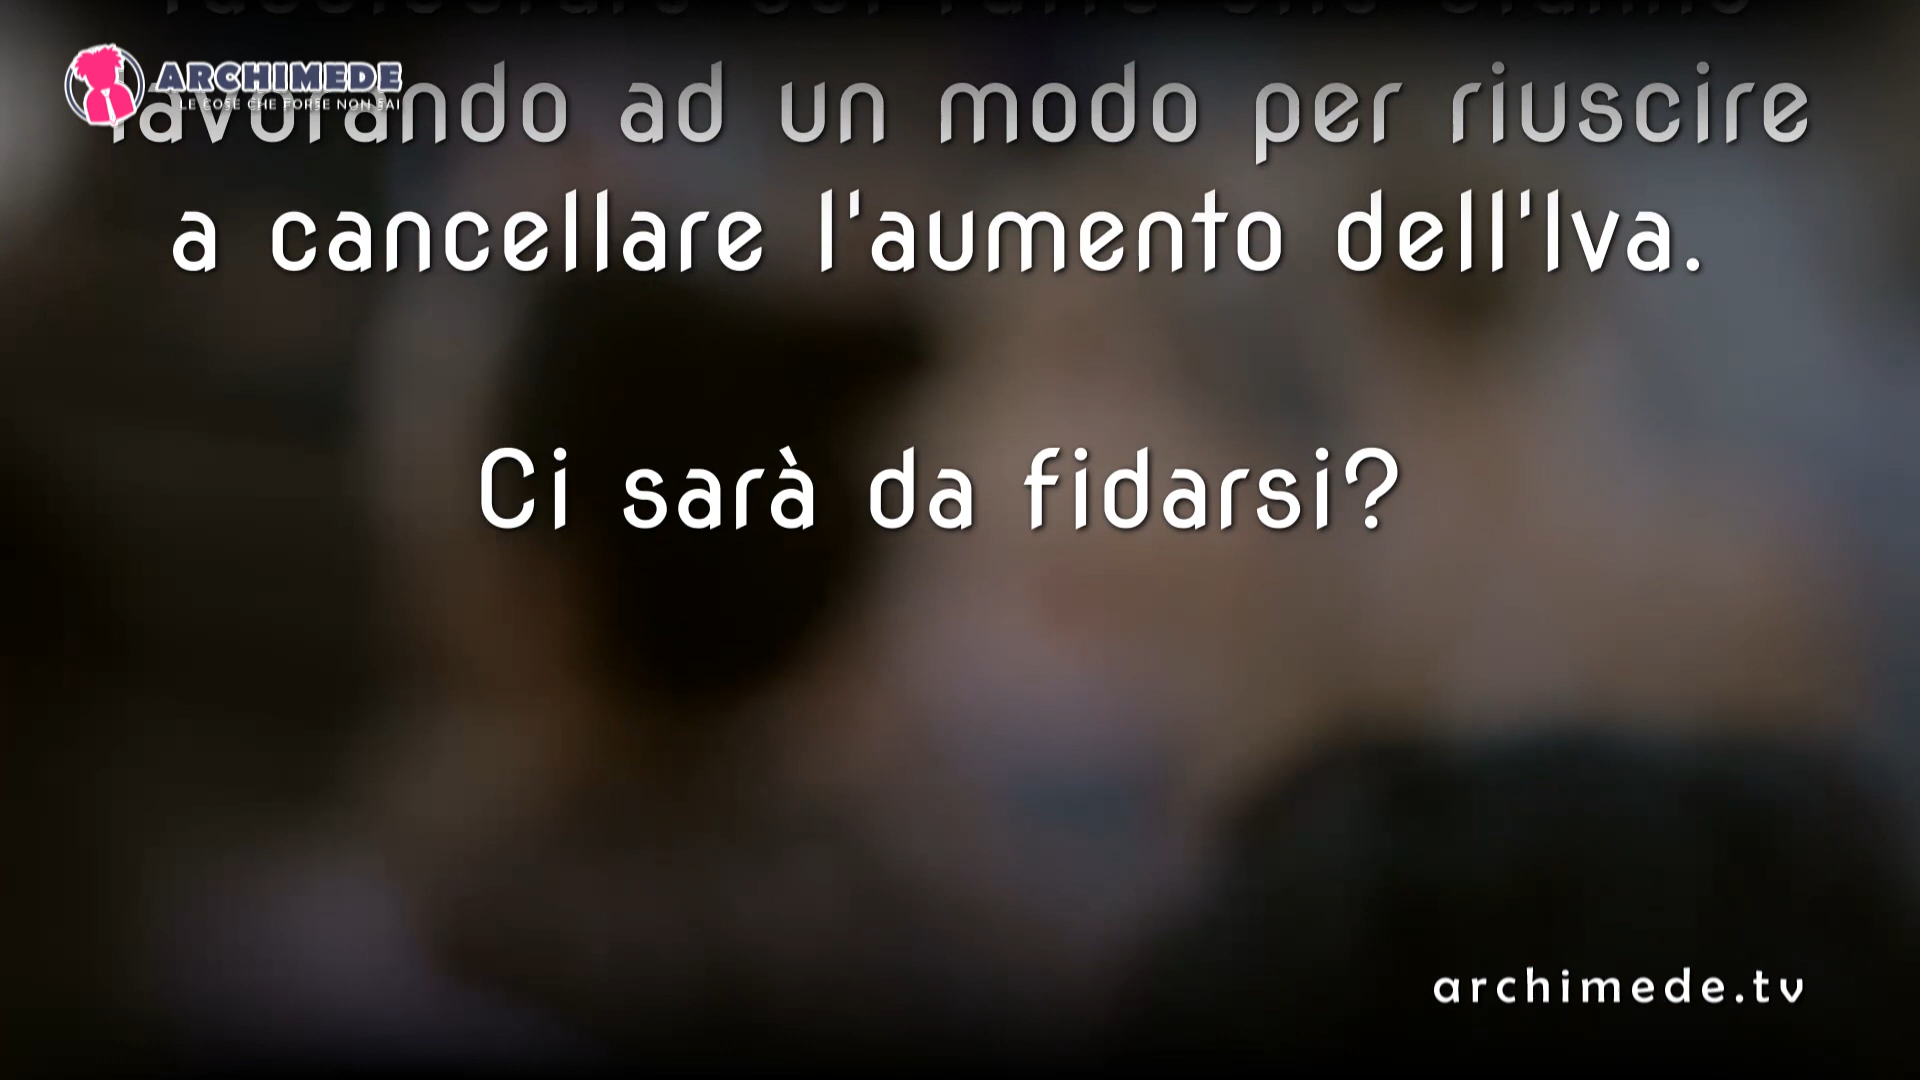 ARCHIMEDE
LE COSE CHE FORSE NON SAI
lavorando ad un modo per riuscire
a cancellare l'aumento dell'Iva.
Ci sarà da fidarsi?
archimede.tv